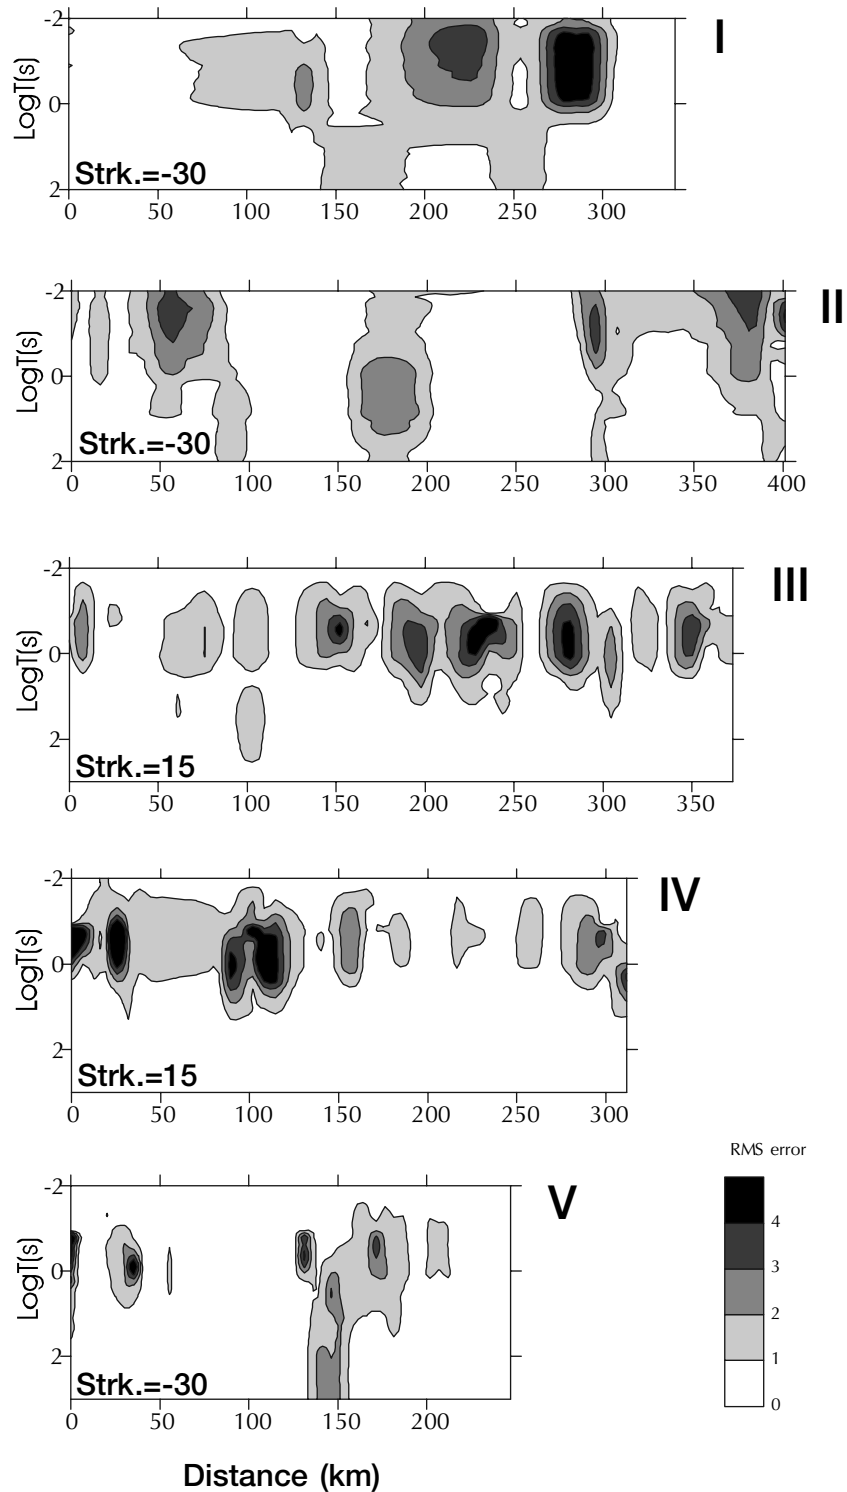 I
-2
LogT(s)
0
Strk.=-30
2
0 50 100 150 200 250 300
II
-2
LogT(s)
0
Strk.=-30
2
0 50 100 150 200 250 300 350 400
III
-2
LogT(s)
0
2
Strk.=15
0 50 100 150 200 250 300 350
IV
-2
LogT(s)
0
2
Strk.=15
0 50 100 150 200 250 300
RMS error
V
-2
LogT(s)
0
2
Strk.=-30
0 50 100 150 200
4
3
2
1
0
Distance (km)